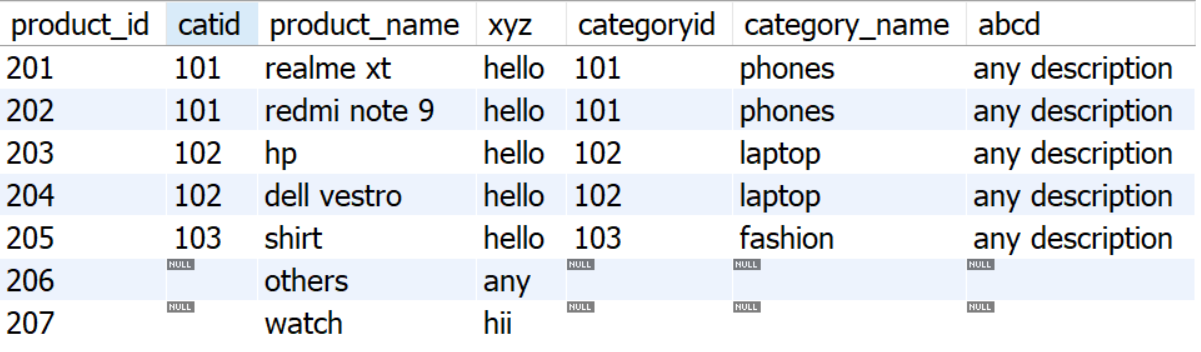 product_id catid product_name xyz categoryid category_name abcd
201 101 realme xt hello 101 phones any description
202 101 redmi note 9 hello 101 phones any description
203 102 hp hello 102 laptop any description
204 102 dell vestro hello 102 laptop any description
205 103 shirt hello 103 fashion any description
206 NULL others any NULL NULL NULL
207 NULL watch hii NULL NULL NULL